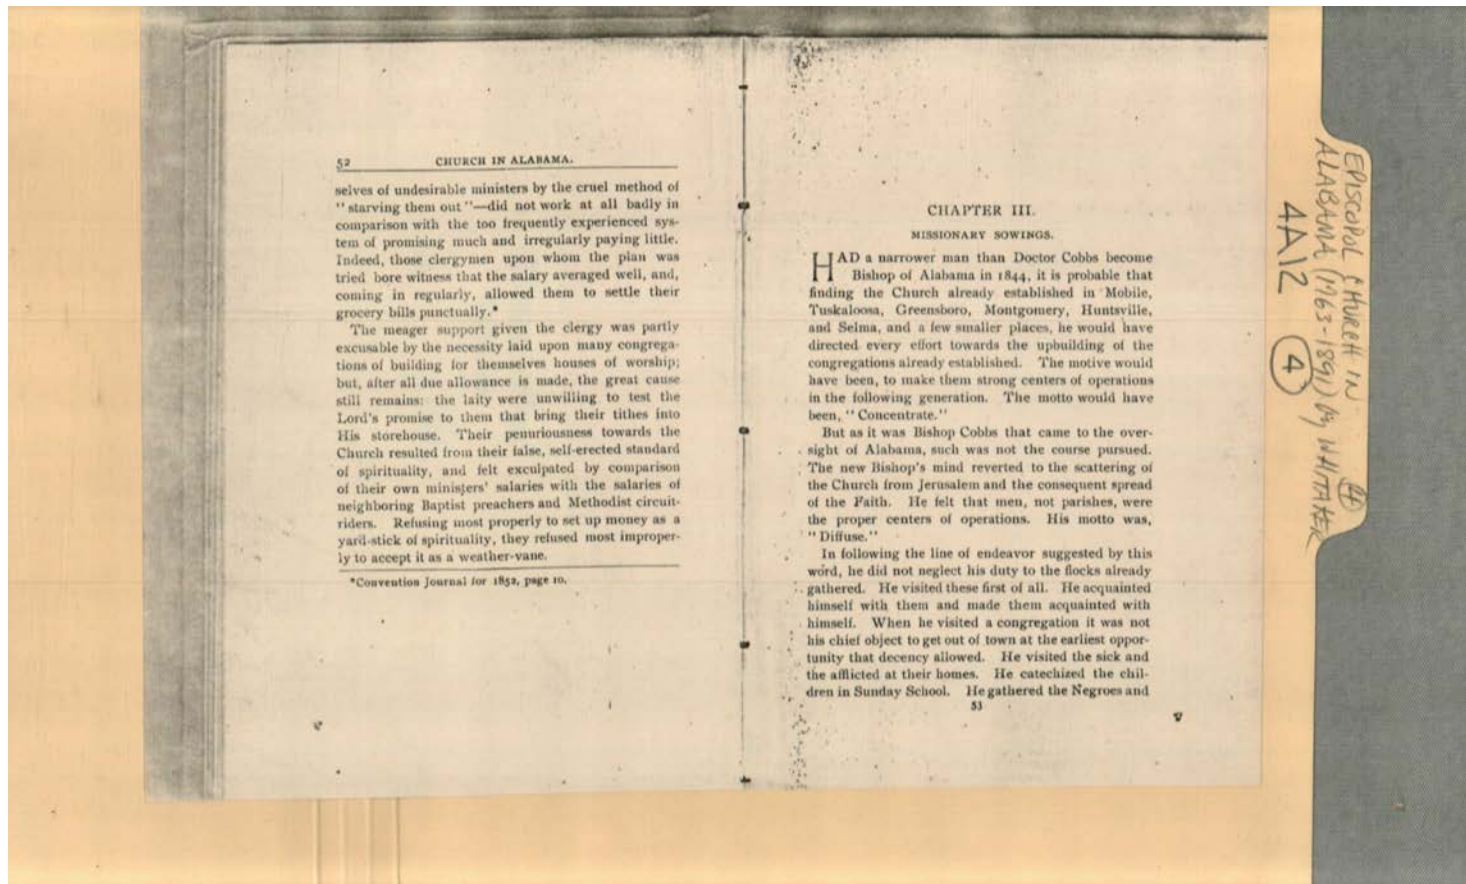 52 CHURCH IN ALABAMA.
selves of undesirable ministers by the cruel method of
"starving them out"—did not work at all badly in
comparison with the too frequently experienced sys-
tem of promising much and irregularly paying little.
Indeed, those clergymen upon whom the plan was
tried bore witness that the salary averaged well, and,
coming in regularly, allowed them to settle their
grocery bills punctually.*
The meager support given the clergy was partly
excusable by the necessity laid upon many congrega-
tions of building for themselves houses of worship;
but, after all due allowance is made, the great cause
still remains: the laity were unwilling to test the
Lord's promise to them that bring their tithes into
His storehouse. Their penuriousness towards the
Church resulted from their false, self-erected standard
of spirituality, and felt exculpated by comparison
of their own ministers' salaries with the salaries of
neighboring Baptist preachers and Methodist circuit-
riders. Refusing most properly to set up money as a
yard-stick of spirituality, they refused most improper-
ly to accept it as a weather-vane.
*Convention Journal for 1852, page 10.
CHAPTER III.
MISSIONARY SOWINGS.
HAD a narrower man than Doctor Cobbs become
Bishop of Alabama in 1844, it is probable that
finding the Church already established in Mobile,
Tuskaloosa, Greensboro, Montgomery, Huntsville,
and Selma, and a few smaller places, he would have
directed every effort towards the upbuilding of the
congregations already established. The motive would
have been, to make them strong centers of operations
in the following generation. The motto would have
been, "Concentrate."
But as it was Bishop Cobbs that came to the over-
sight of Alabama, such was not the course pursued.
The new Bishop's mind reverted to the scattering of
the Church from Jerusalem and the consequent spread
of the Faith. He felt that men, not parishes, were
the proper centers of operations. His motto was,
"Diffuse."
In following the line of endeavor suggested by this
word, he did not neglect his duty to the flocks already
gathered. He visited these first of all. He acquainted
himself with them and made them acquainted with
himself. When he visited a congregation it was not
his chief object to get out of town at the earliest oppor-
tunity that decency allowed. He visited the sick and
the afflicted at their homes. He catechized the chil-
dren in Sunday School. He gathered the Negroes and
53
EPISCOPOL CHURCH IN
ALABAMA (1763-1891) by WHITAKER
4A12 4